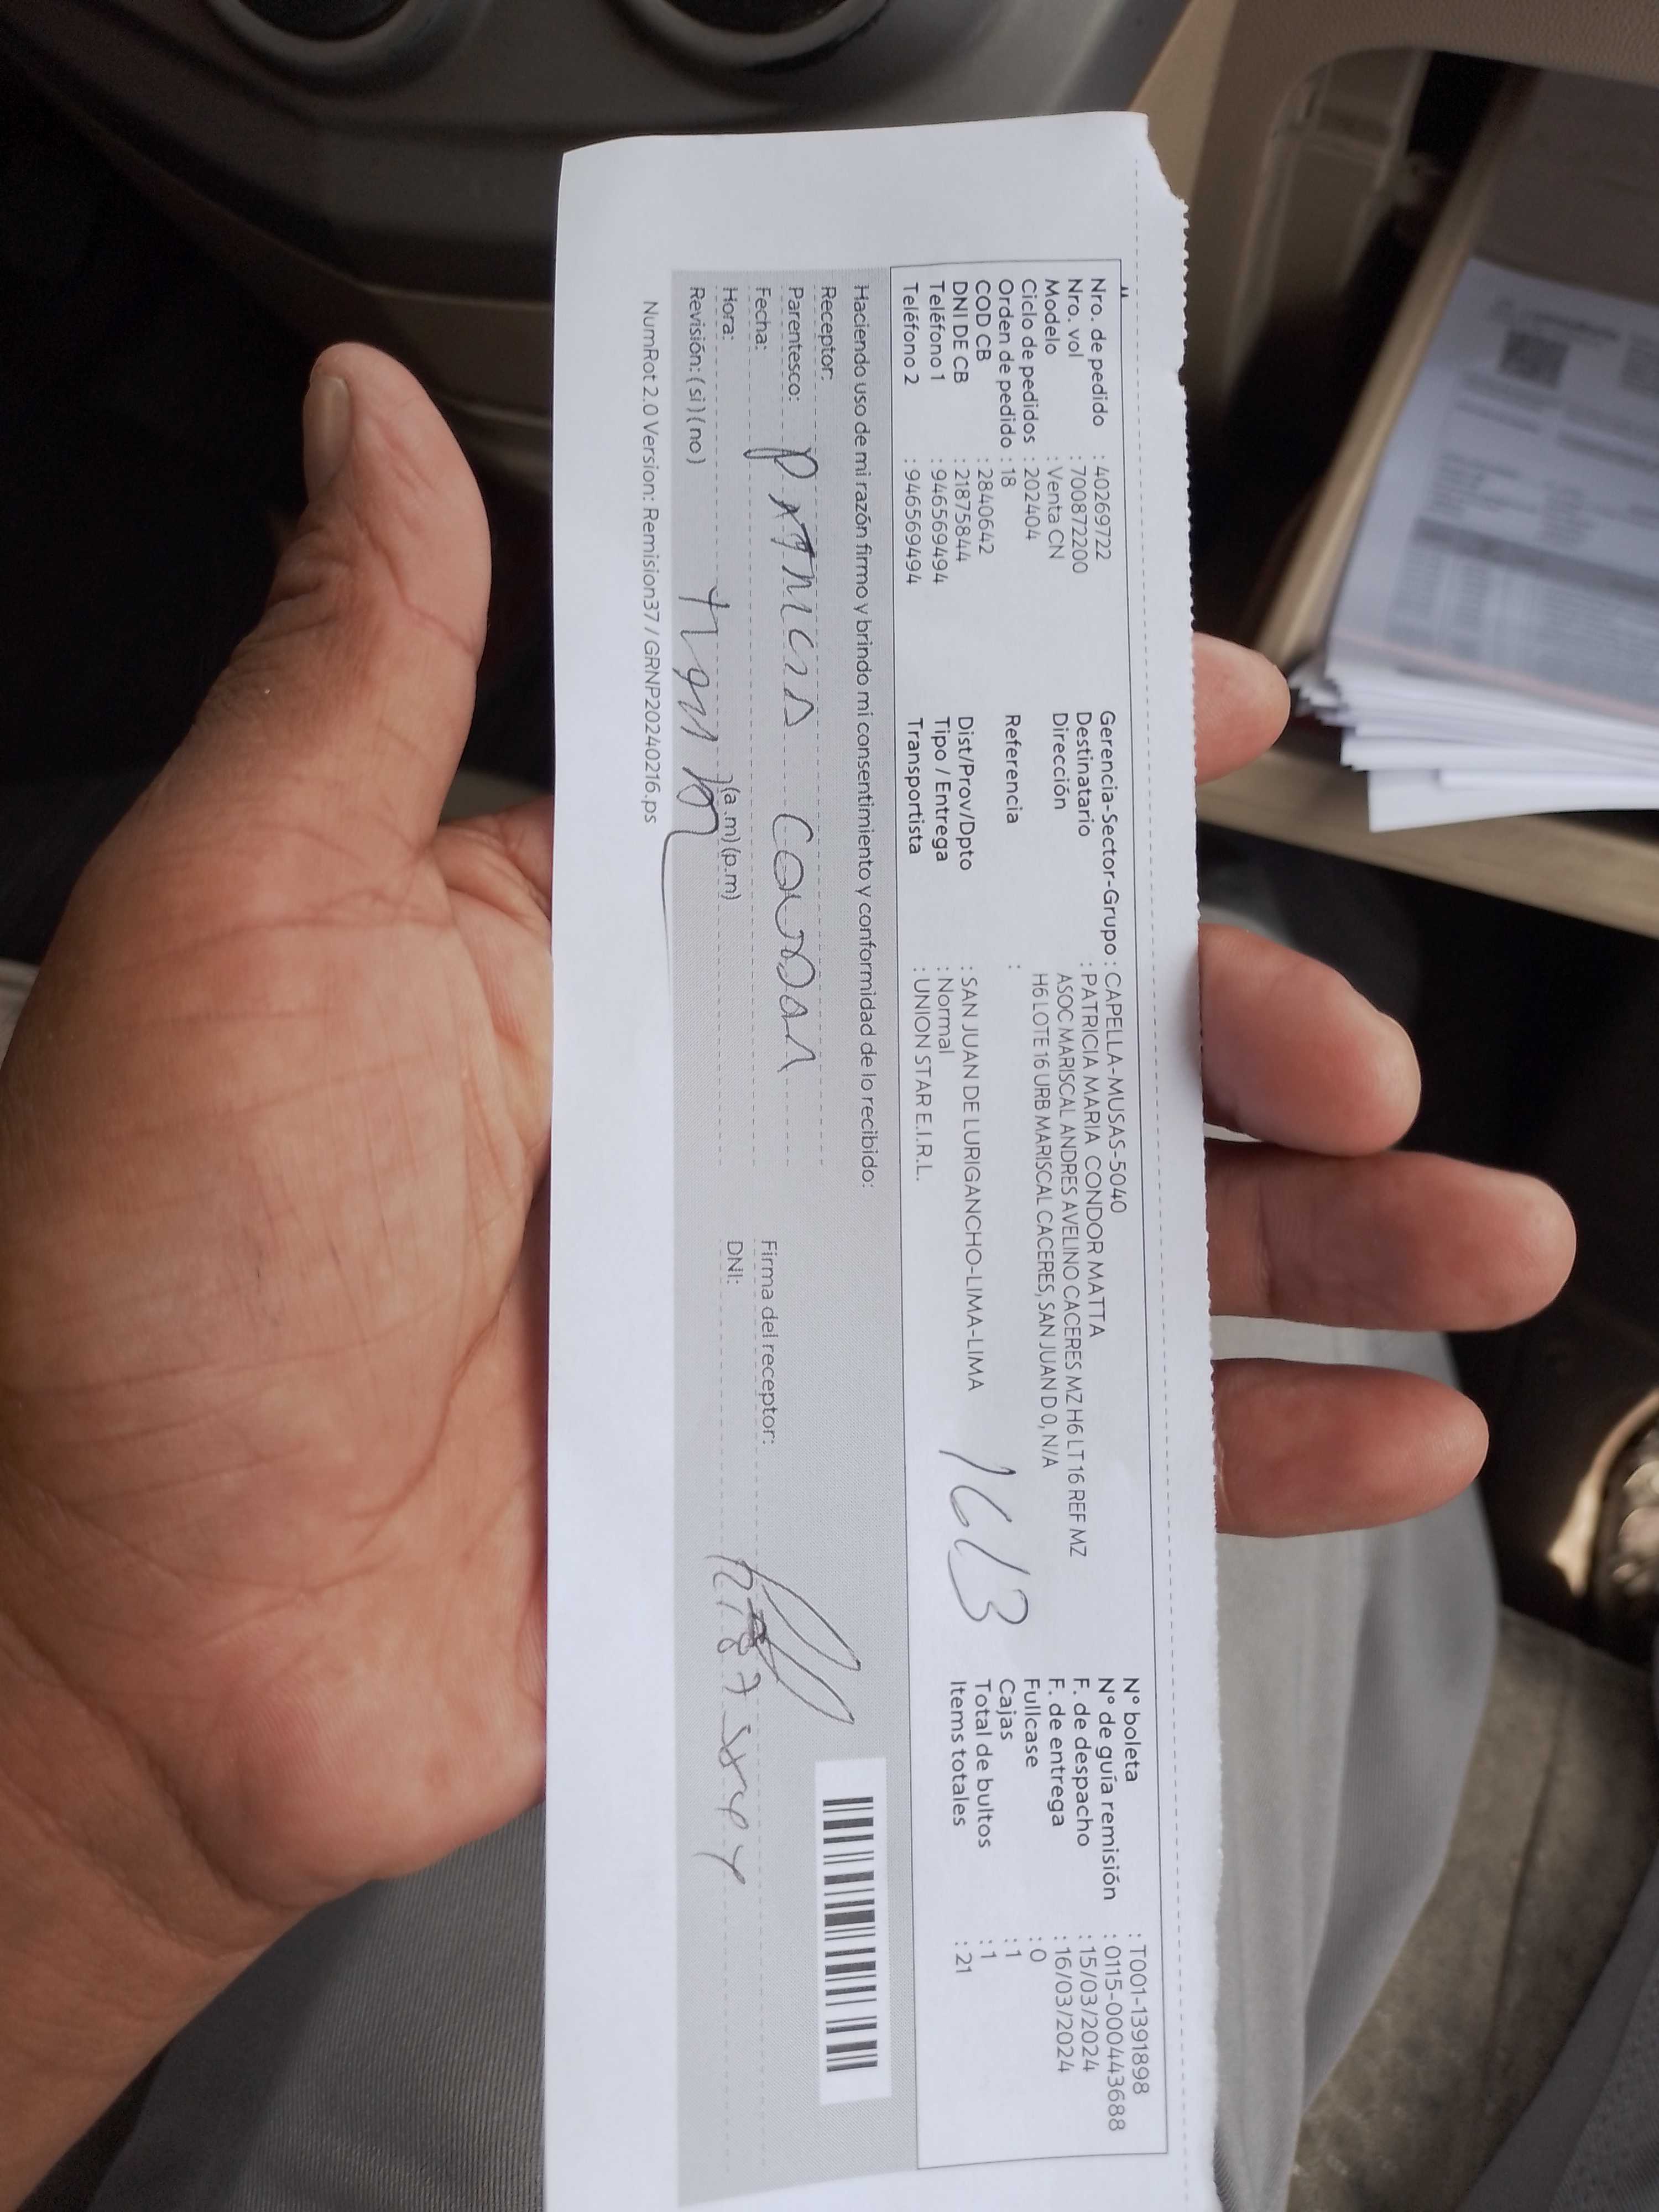 Nro. de pedido : 40269722
Nro. vol : 7008722200
Modelo : Venta CN
Ciclo de pedidos : 202404
Orden de pedido : 18
COD CB : 2840642
DNI DE CB : 21875844
Teléfono 1 : 946569494
Teléfono 2 : 946569494
Gerencia-Sector-Grupo : CAPELLA-MUSAS-5040
Destinatario : PATRICIA MARIA CONDOR MATTA
Dirección ASOC MARISCAL ANDRES AVELINO CACERES MZ H6 LT 16 REF MZ
H6 LOTE 16 URB MARISCAL CACERES, SAN JUAN D 0, N/A
Referencia :
Dist/Prov/Dpto : SAN JUAN DE LURIGANCHO-LIMA-LIMA
Tipo / Entrega : Normal
Transportista : UNION STAR E.I.R.L.
1613
N° boleta : T001-1391898
N° de guía remisión : 0115-000443688
F. de despacho : 15/03/2024
F. de entrega : 16/03/2024
Fullcase : 0
Cajas : 1
Total de bultos : 1
Items totales : 21
Haciendo uso de mi razón firmo y brindo mi consentimiento y conformidad de lo recibido:
Receptor:
Parentesco: PATRICIA CONDOR
Fecha:
Hora: (a.m) (p.m)
Revisión: ( si ) ( no )
Firma del receptor:
DNI: 21875844
NumRot 2.0 Version: Remision37 / GRNP20240216.ps